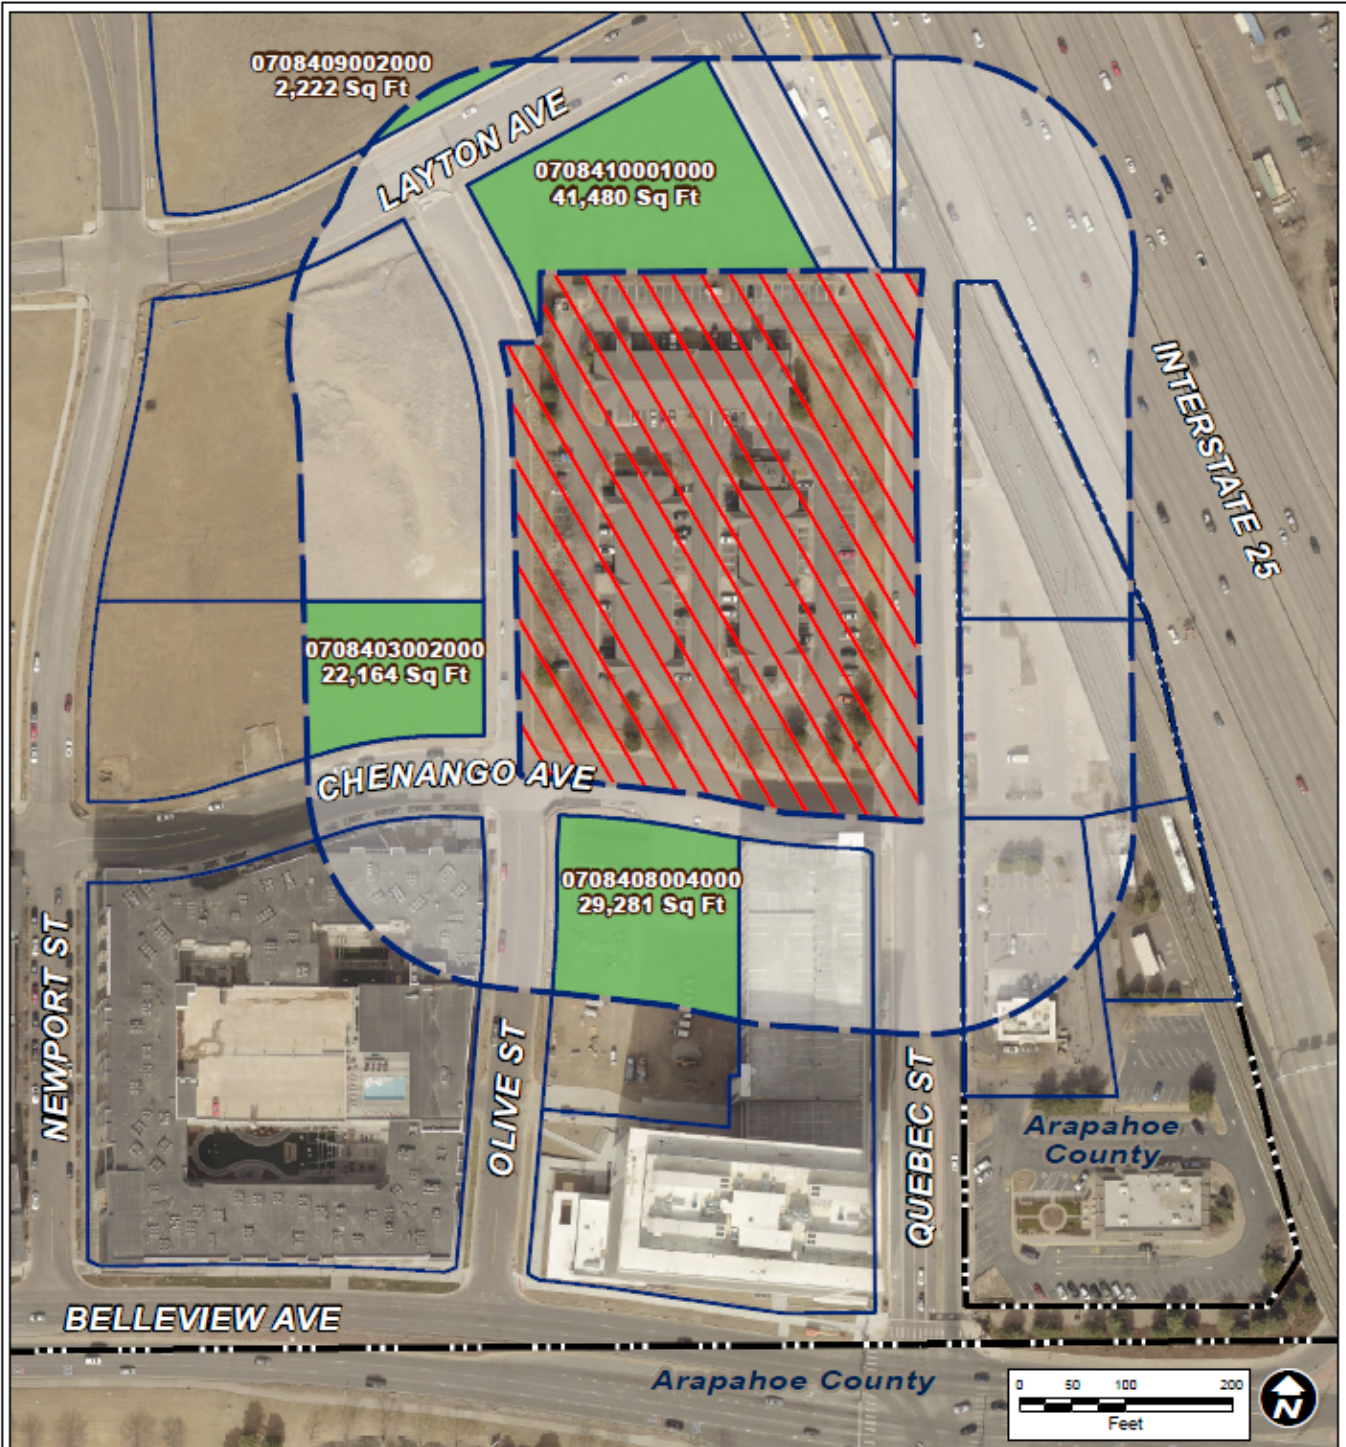 0708409002000
2,222 Sq Ft
LAYTON AVE
0708410001000
41,480 Sq Ft
INTERSTATE 25
0708403002000
22,164 Sq Ft
CHENANGO AVE
0708408004000
29,281 Sq Ft
NEWPORT ST
OLIVE ST
QUEBEC ST
Arapahoe
County
BELLEVIEW AVE
Arapahoe County
0 50 100 200
Feet
N